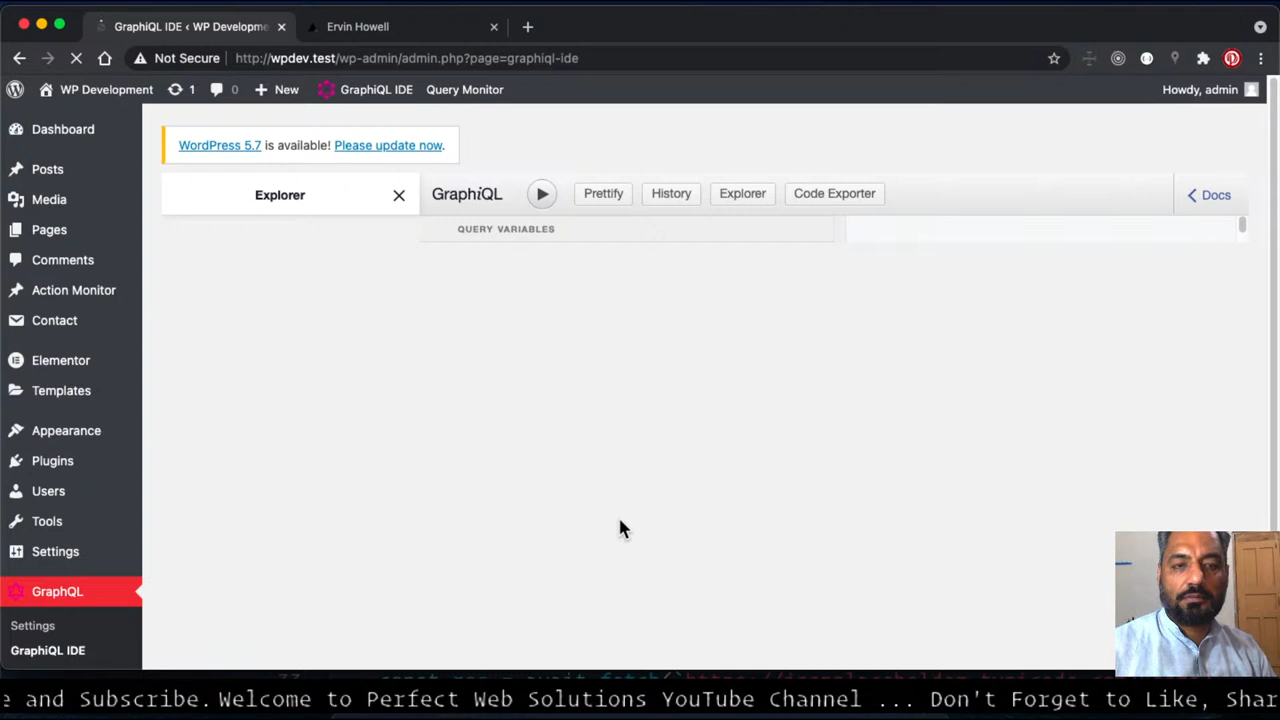 GraphiQL IDE ‹ WP Developme
Ervin Howell
Not Secure
http://wpdev.test/wp-admin/admin.php?page=graphiql-ide
WP Development
1
0
New
GraphiQL IDE
Query Monitor
Howdy, admin
Dashboard
Posts
Media
Pages
Comments
Action Monitor
Contact
Elementor
Templates
Appearance
Plugins
Users
Tools
Settings
GraphQL
Settings
GraphiQL IDE
WordPress 5.7 is available! Please update now.
Explorer
GraphiQL
Prettify
History
Explorer
Code Exporter
Docs
QUERY VARIABLES
e and Subscribe. Welcome to Perfect Web Solutions YouTube Channel ... Don't Forget to Like, Shar